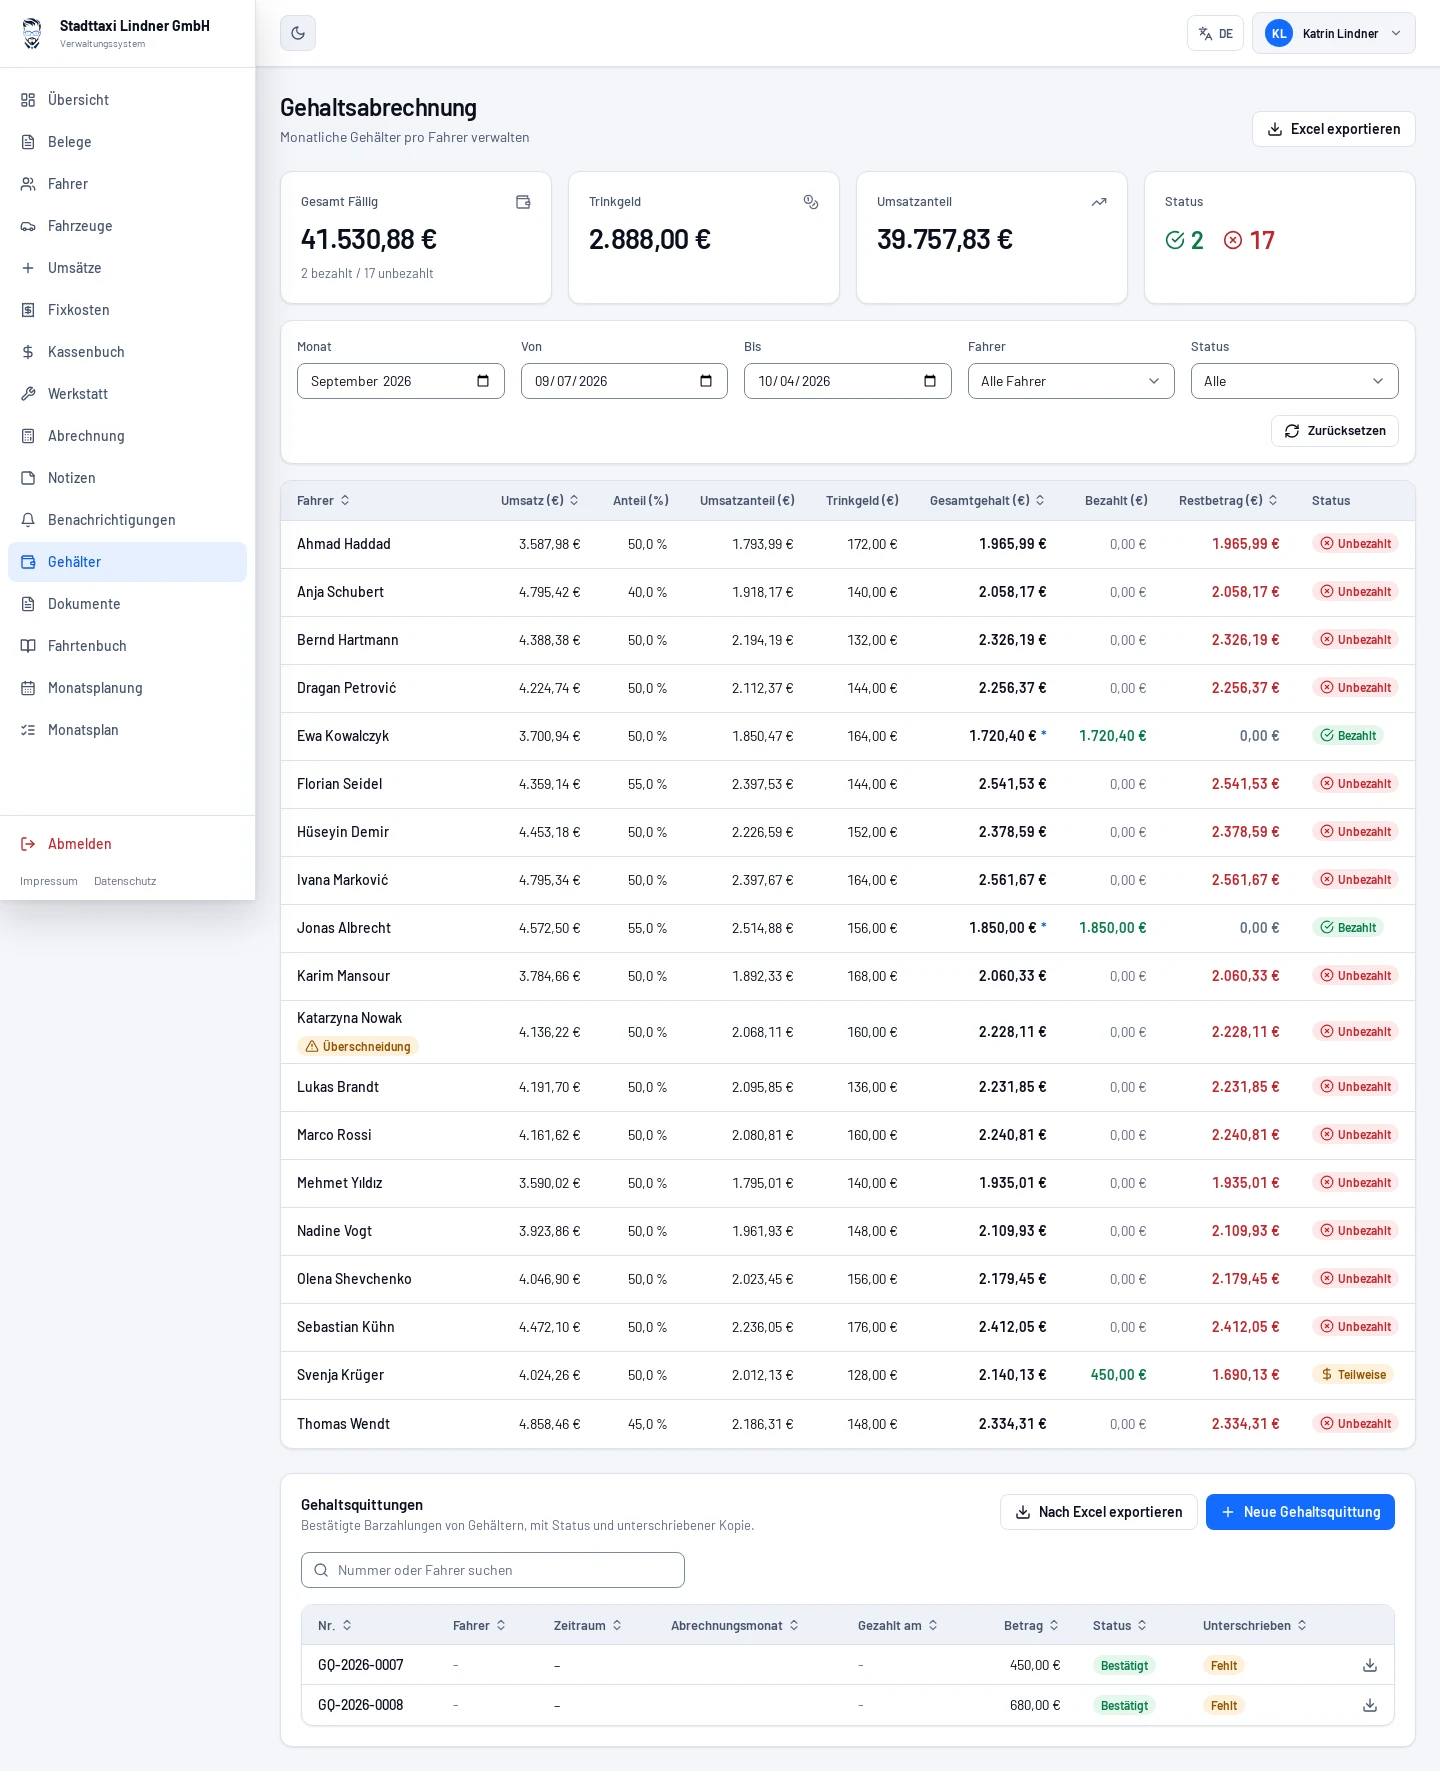 Stadttaxi Lindner GmbH
Verwaltungssystem
DE
KL Katrin Lindner
Übersicht
Belege
Fahrer
Fahrzeuge
Umsätze
Fixkosten
Kassenbuch
Werkstatt
Abrechnung
Notizen
Benachrichtigungen
Gehälter
Dokumente
Fahrtenbuch
Monatsplanung
Monatsplan
Abmelden
Impressum Datenschutz
Gehaltsabrechnung
Monatliche Gehälter pro Fahrer verwalten
Excel exportieren
Gesamt Fällig
41.530,88 €
2 bezahlt / 17 unbezahlt
Trinkgeld
2.888,00 €
Umsatzanteil
39.757,83 €
Status
2 17
Monat Von Bis Fahrer Status
September 2026 09/07/2026 10/04/2026 Alle Fahrer Alle
Zurücksetzen
Fahrer Umsatz (€) Anteil (%) Umsatzanteil (€) Trinkgeld (€) Gesamtgehalt (€) Bezahlt (€) Restbetrag (€) Status
Ahmad Haddad 3.587,98 € 50,0 % 1.793,99 € 172,00 € 1.965,99 € 0,00 € 1.965,99 € Unbezahlt
Anja Schubert 4.795,42 € 40,0 % 1.918,17 € 140,00 € 2.058,17 € 0,00 € 2.058,17 € Unbezahlt
Bernd Hartmann 4.388,38 € 50,0 % 2.194,19 € 132,00 € 2.326,19 € 0,00 € 2.326,19 € Unbezahlt
Dragan Petrović 4.224,74 € 50,0 % 2.112,37 € 144,00 € 2.256,37 € 0,00 € 2.256,37 € Unbezahlt
Ewa Kowalczyk 3.700,94 € 50,0 % 1.850,47 € 164,00 € 1.720,40 € * 1.720,40 € 0,00 € Bezahlt
Florian Seidel 4.359,14 € 55,0 % 2.397,53 € 144,00 € 2.541,53 € 0,00 € 2.541,53 € Unbezahlt
Hüseyin Demir 4.453,18 € 50,0 % 2.226,59 € 152,00 € 2.378,59 € 0,00 € 2.378,59 € Unbezahlt
Ivana Marković 4.795,34 € 50,0 % 2.397,67 € 164,00 € 2.561,67 € 0,00 € 2.561,67 € Unbezahlt
Jonas Albrecht 4.572,50 € 55,0 % 2.514,88 € 156,00 € 1.850,00 € * 1.850,00 € 0,00 € Bezahlt
Karim Mansour 3.784,66 € 50,0 % 1.892,33 € 168,00 € 2.060,33 € 0,00 € 2.060,33 € Unbezahlt
Katarzyna Nowak 4.136,22 € 50,0 % 2.068,11 € 160,00 € 2.228,11 € 0,00 € 2.228,11 € Unbezahlt
Überschneidung
Lukas Brandt 4.191,70 € 50,0 % 2.095,85 € 136,00 € 2.231,85 € 0,00 € 2.231,85 € Unbezahlt
Marco Rossi 4.161,62 € 50,0 % 2.080,81 € 160,00 € 2.240,81 € 0,00 € 2.240,81 € Unbezahlt
Mehmet Yıldız 3.590,02 € 50,0 % 1.795,01 € 140,00 € 1.935,01 € 0,00 € 1.935,01 € Unbezahlt
Nadine Vogt 3.923,86 € 50,0 % 1.961,93 € 148,00 € 2.109,93 € 0,00 € 2.109,93 € Unbezahlt
Olena Shevchenko 4.046,90 € 50,0 % 2.023,45 € 156,00 € 2.179,45 € 0,00 € 2.179,45 € Unbezahlt
Sebastian Kühn 4.472,10 € 50,0 % 2.236,05 € 176,00 € 2.412,05 € 0,00 € 2.412,05 € Unbezahlt
Svenja Krüger 4.024,26 € 50,0 % 2.012,13 € 128,00 € 2.140,13 € 450,00 € 1.690,13 € Teilweise
Thomas Wendt 4.858,46 € 45,0 % 2.186,31 € 148,00 € 2.334,31 € 0,00 € 2.334,31 € Unbezahlt
Gehaltsquittungen
Bestätigte Barzahlungen von Gehältern, mit Status und unterschriebener Kopie.
Nach Excel exportieren
Neue Gehaltsquittung
Nummer oder Fahrer suchen
Nr. Fahrer Zeitraum Abrechnungsmonat Gezahlt am Betrag Status Unterschrieben
GQ-2026-0007 - – - 450,00 € Bestätigt Fehlt
GQ-2026-0008 - – - 680,00 € Bestätigt Fehlt